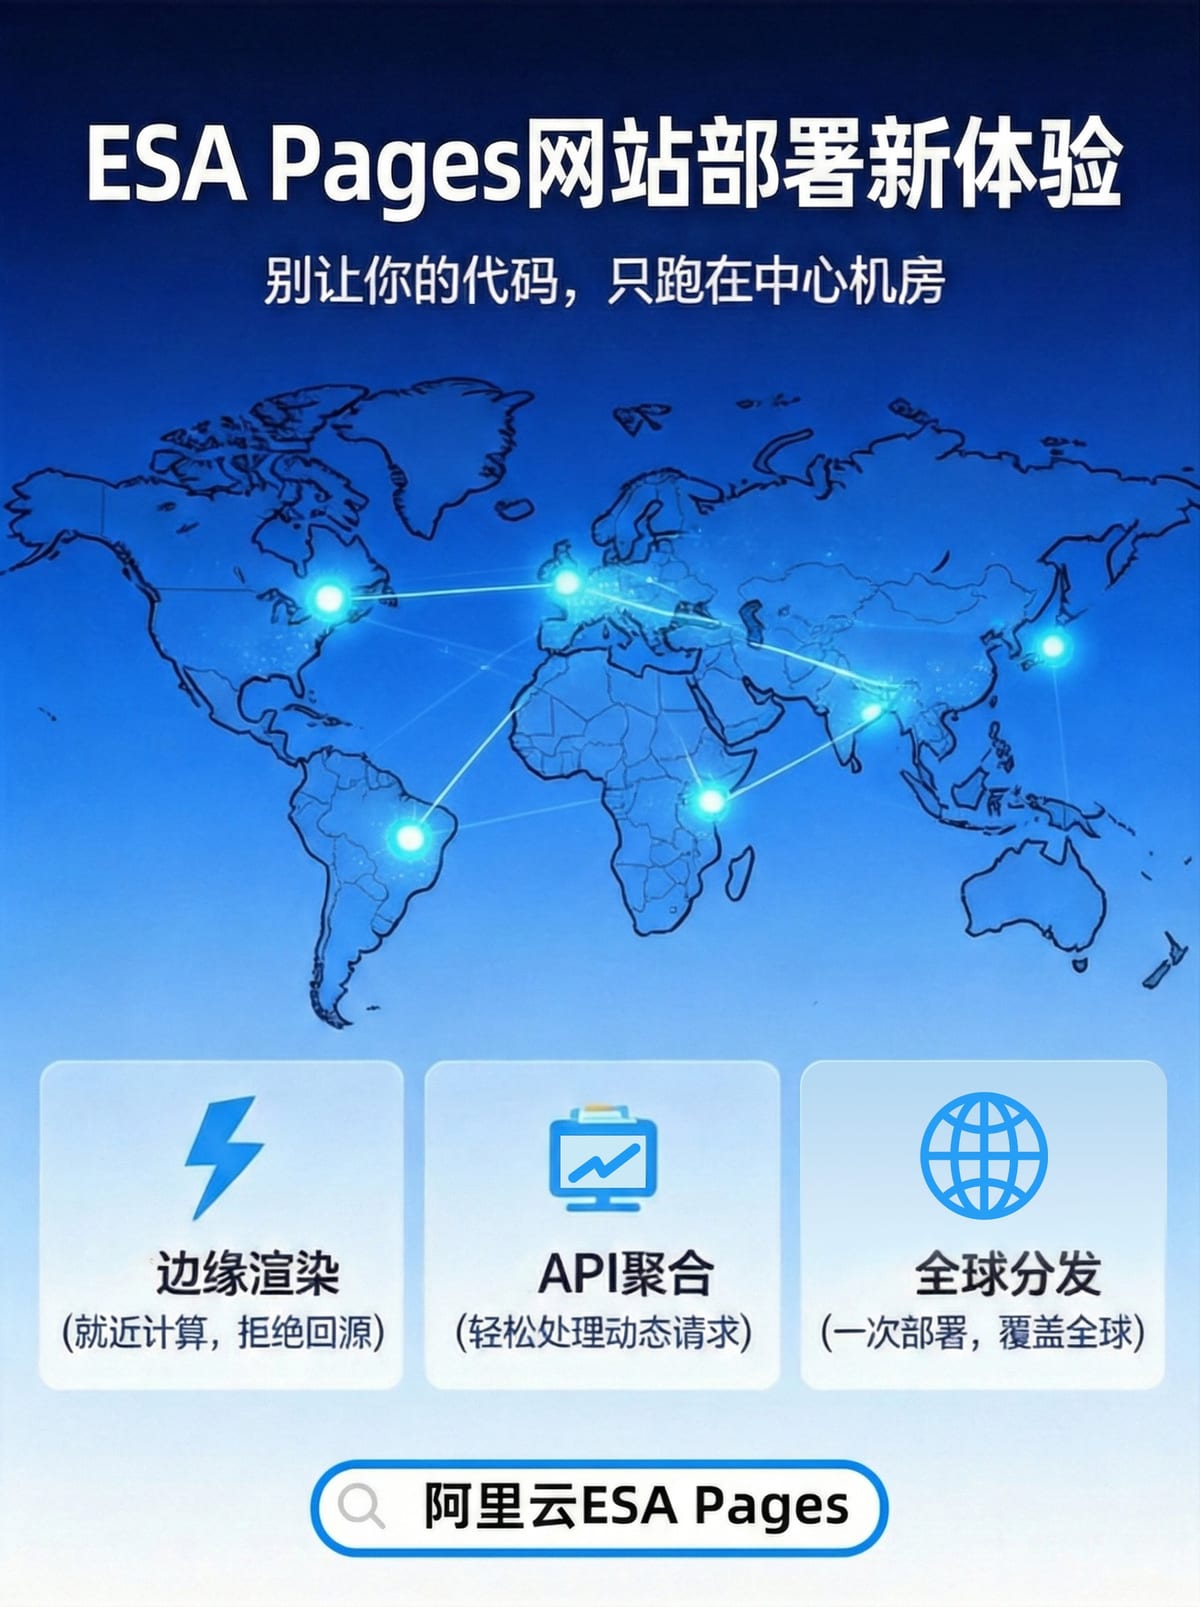 ESA Pages网站部署新体验
别让你的代码，只跑在中心机房
边缘渲染
(就近计算，拒绝回源)
API聚合
(轻松处理动态请求)
全球分发
(一次部署，覆盖全球)
阿里云ESA Pages